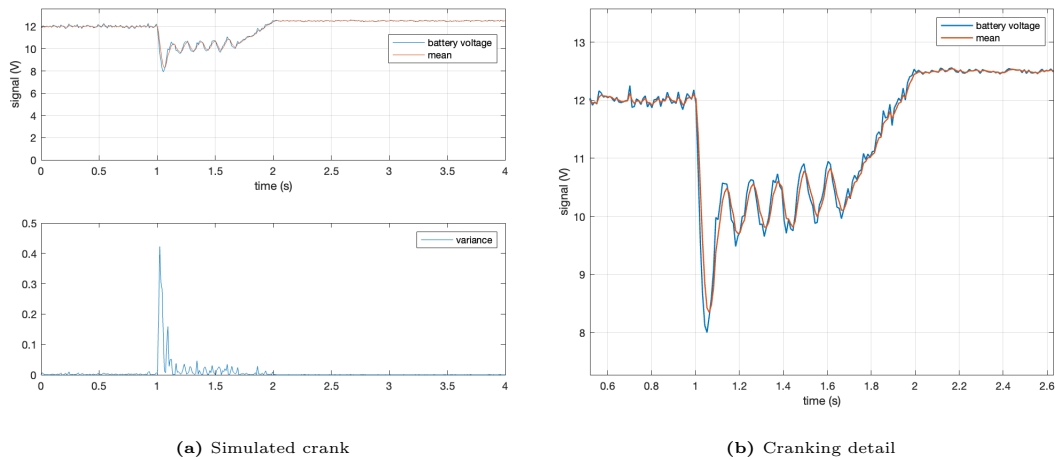 12
10
8
6
4
2
0
signal (V)
battery voltage
mean
0 0.5 1 1.5 2 2.5 3 3.5 4
time (s)
0.5
0.4
0.3
0.2
0.1
0
variance
0 0.5 1 1.5 2 2.5 3 3.5 4
(a) Simulated crank
13
12
11
10
9
8
signal (V)
battery voltage
mean
0.6 0.8 1 1.2 1.4 1.6 1.8 2 2.2 2.4 2.6
time (s)
(b) Cranking detail